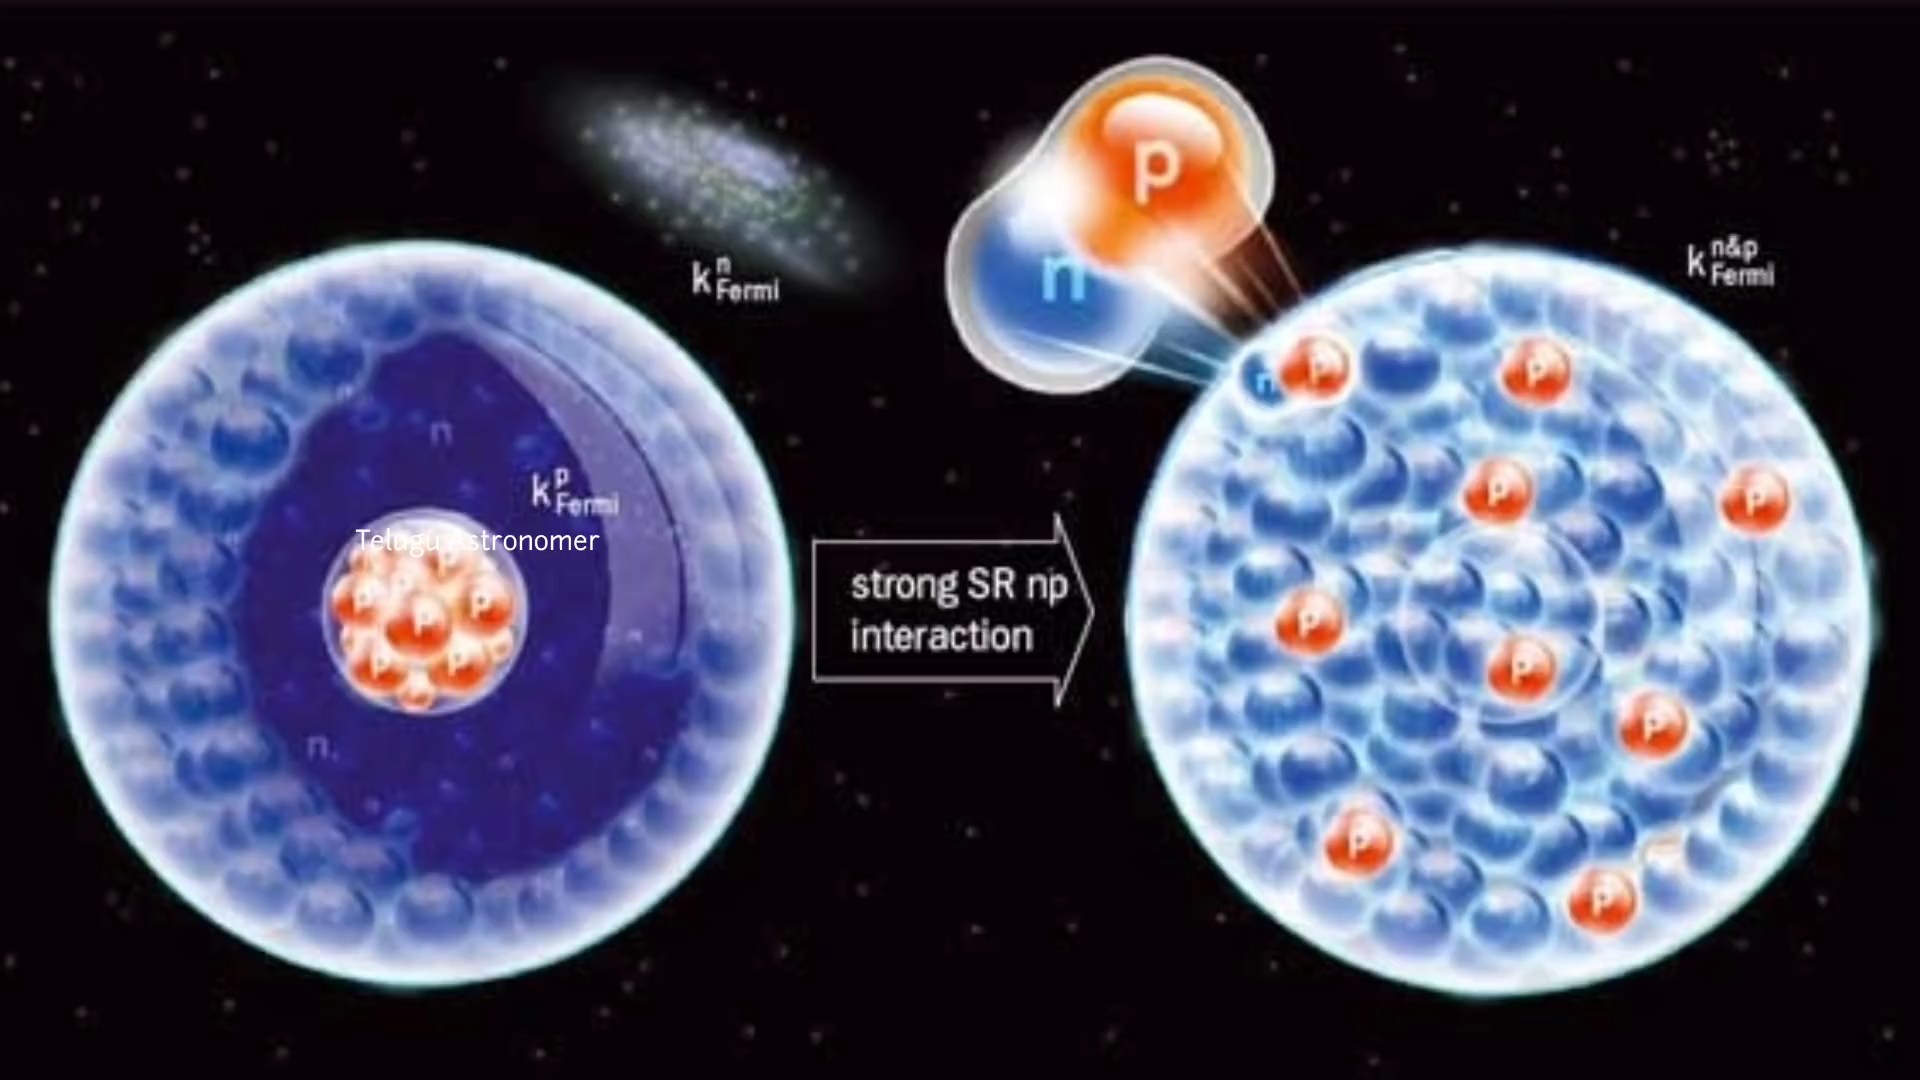 p
n
k n Fermi
k n&p Fermi
n p
p
n
k p Fermi
p
p
Telugu Astronomer
p p p
p p
strong SR np
interaction
p
p
n
p
n.
p
p